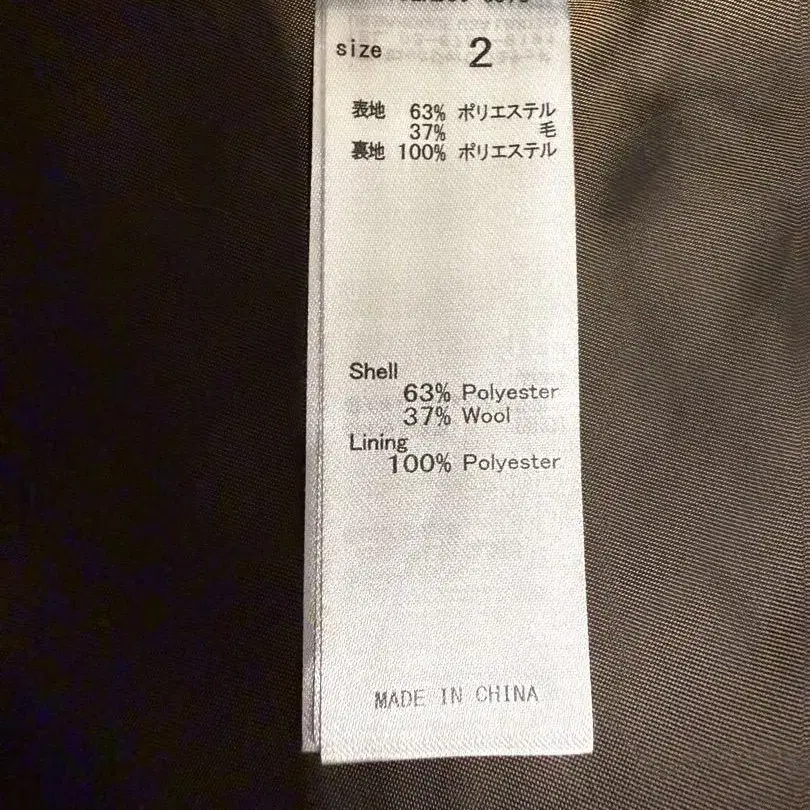 size 2
表地 63% ポリエステル
37% 毛
裏地 100% ポリエステル
Shell
63% Polyester
37% Wool
Lining
100% Polyester
MADE IN CHINA